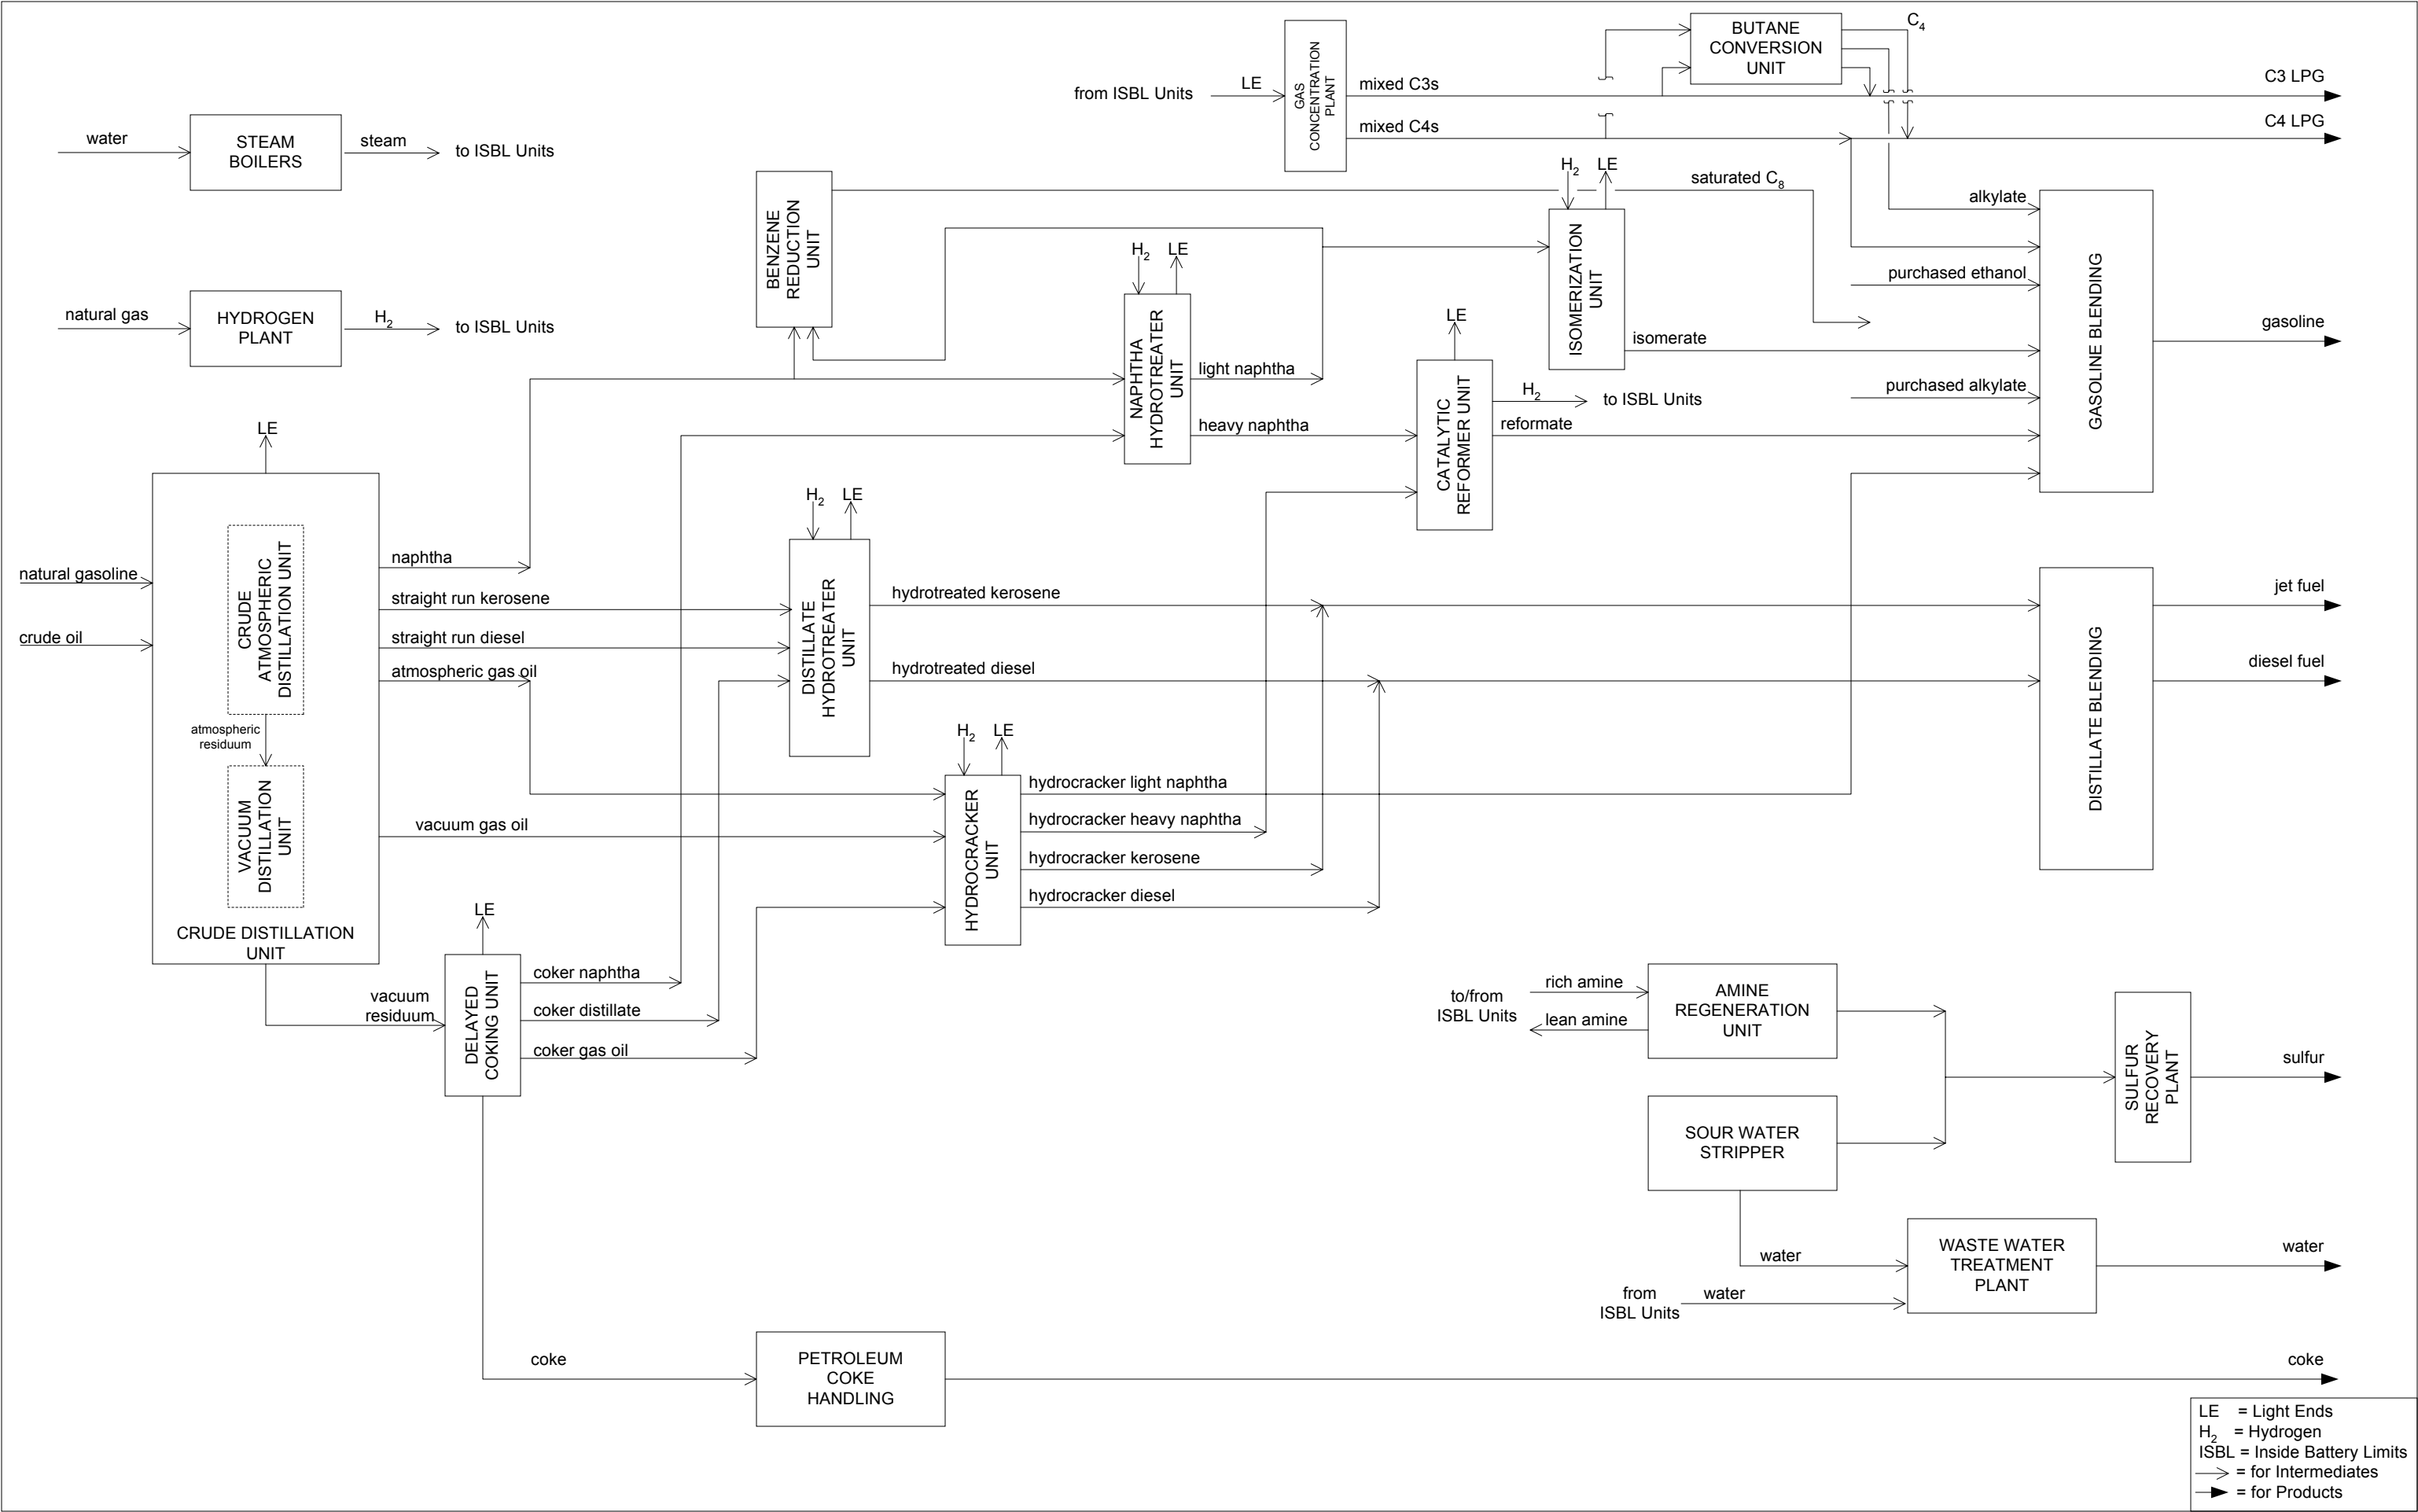 BUTANE
CONVERSION
UNIT
C4
GAS
CONCENTRATION
PLANT
from ISBL Units
LE
mixed C3s
mixed C4s
C3 LPG
C4 LPG
water
STEAM
BOILERS
steam
to ISBL Units
natural gas
HYDROGEN
PLANT
H2
to ISBL Units
BENZENE
REDUCTION
UNIT
saturated C8
H2
LE
ISOMERIZATION
UNIT
isomerate
H2
LE
NAPHTHA
HYDROTREATER
UNIT
light naphtha
heavy naphtha
LE
CATALYTIC
REFORMER UNIT
H2
to ISBL Units
reformate
alkylate
purchased ethanol
purchased alkylate
GASOLINE BLENDING
gasoline
LE
natural gasoline
crude oil
CRUDE
ATMOSPHERIC
DISTILLATION UNIT
atmospheric
residuum
VACUUM
DISTILLATION
UNIT
CRUDE DISTILLATION
UNIT
naphtha
straight run kerosene
straight run diesel
atmospheric gas oil
vacuum gas oil
vacuum
residuum
H2
LE
DISTILLATE
HYDROTREATER
UNIT
hydrotreated kerosene
hydrotreated diesel
H2
LE
HYDROCRACKER
UNIT
hydrocracker light naphtha
hydrocracker heavy naphtha
hydrocracker kerosene
hydrocracker diesel
DISTILLATE BLENDING
jet fuel
diesel fuel
LE
DELAYED
COKING UNIT
coker naphtha
coker distillate
coker gas oil
to/from
ISBL Units
rich amine
lean amine
AMINE
REGENERATION
UNIT
SOUR WATER
STRIPPER
SULFUR
RECOVERY
PLANT
sulfur
water
from
ISBL Units
water
WASTE WATER
TREATMENT
PLANT
water
coke
PETROLEUM
COKE
HANDLING
coke
LE = Light Ends
H2 = Hydrogen
ISBL = Inside Battery Limits
= for Intermediates
= for Products